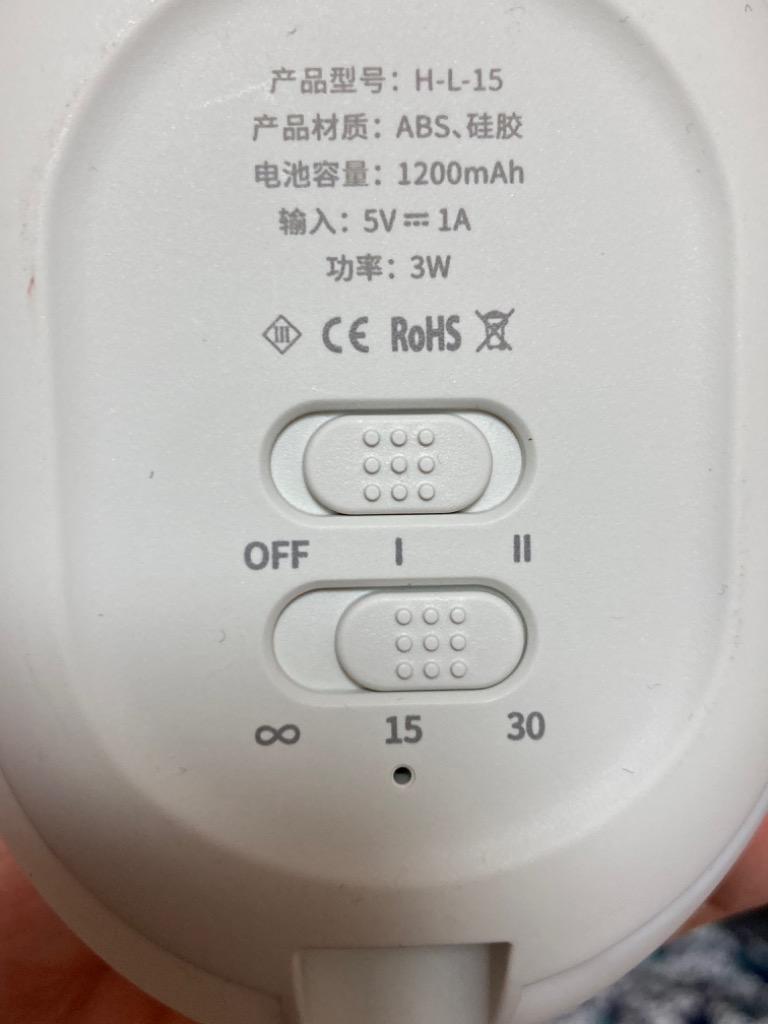 产品型号：H-L-15
产品材质：ABS、硅胶
电池容量：1200mAh
输入：5V⎓1A
功率：3W
III CE RoHS
OFF I II
∞ 15 30